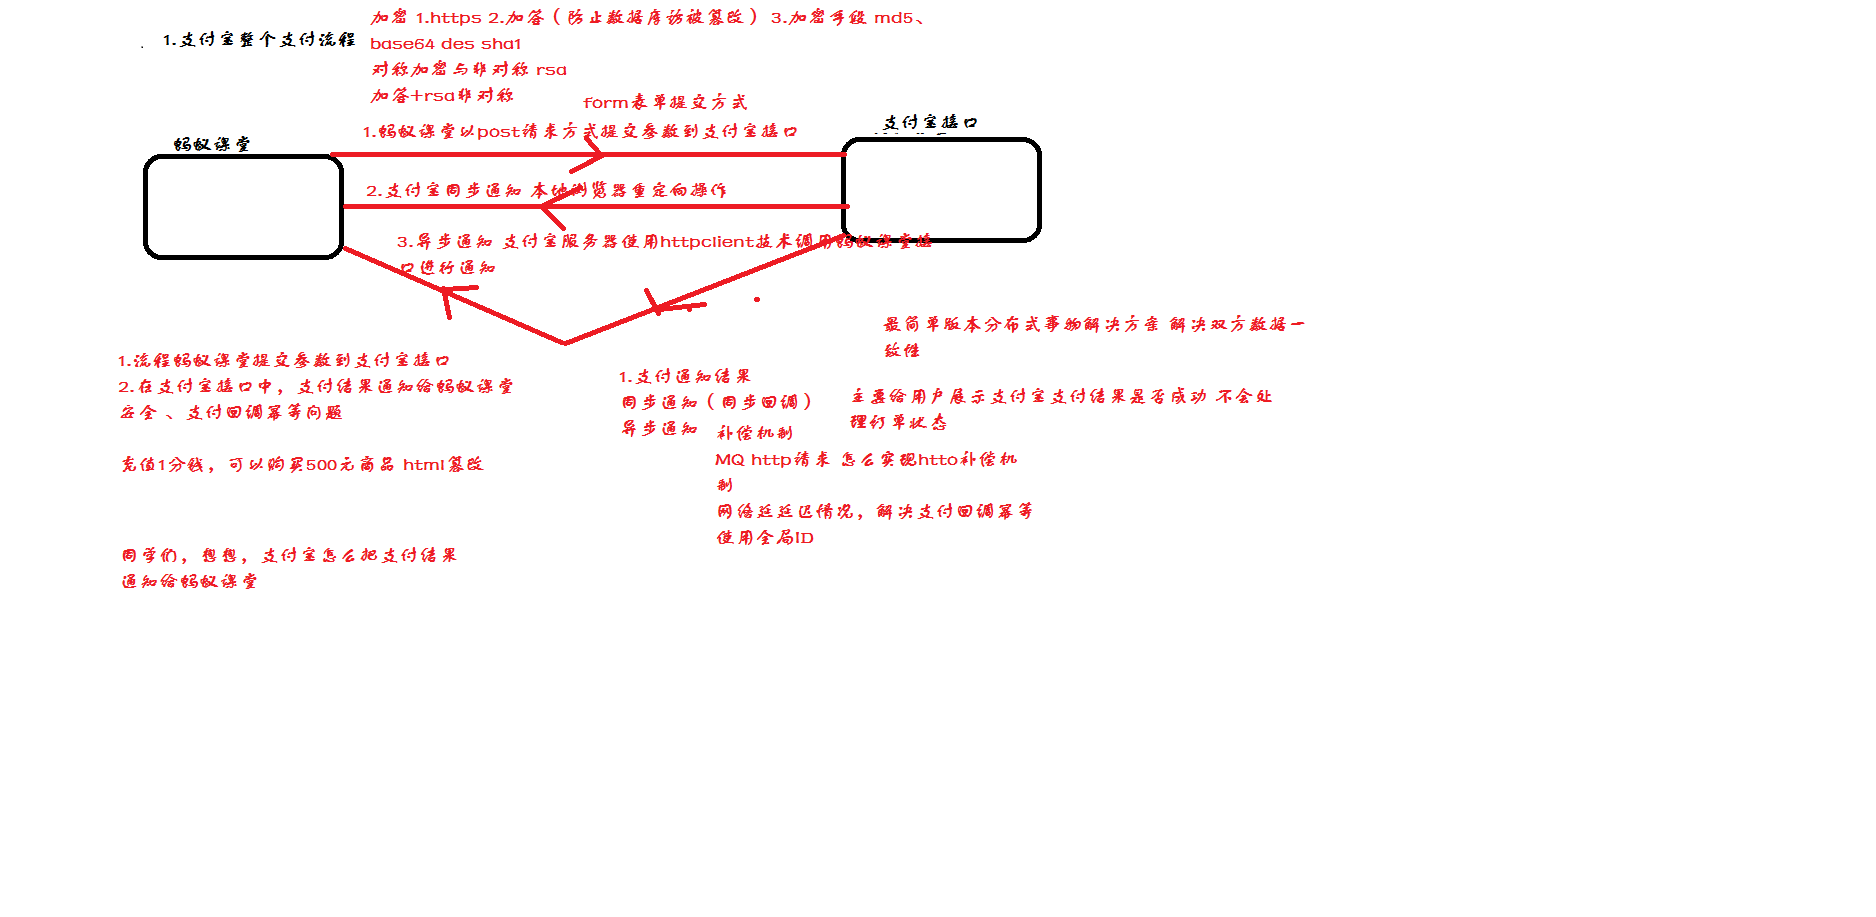 加密 1.https 2.加签（防止数据库访被篡改） 3.加密手段 md5、
base64 des sha1
对称加密与非对称 rsa
加签+rsa非对称
1.支付宝整个支付流程
form表单提交方式
1.蚂蚁课堂以post请求方式提交参数到支付宝接口
支付宝接口
蚂蚁课堂
2.支付宝同步通知 本地浏览器重定向操作
3.异步通知 支付宝服务器使用httpclient技术调用蚂蚁课堂接
口进行通知
最简单版本分布式事物解决方案 解决双方数据一
致性
1.流程蚂蚁课堂提交参数到支付宝接口
2.在支付宝接口中，支付结果通知给蚂蚁课堂
安全 、支付回调幂等问题
1.支付通知结果
同步通知（同步回调）
异步通知
主要给用户展示支付宝支付结果是否成功 不会处
理订单状态
补偿机制
MQ http请求 怎么实现htto补偿机
制
网络延延迟情况，解决支付回调幂等
使用全局ID
充值1分钱，可以购买500元商品 html篡改
同学们，想想，支付宝怎么把支付结果
通知给蚂蚁课堂